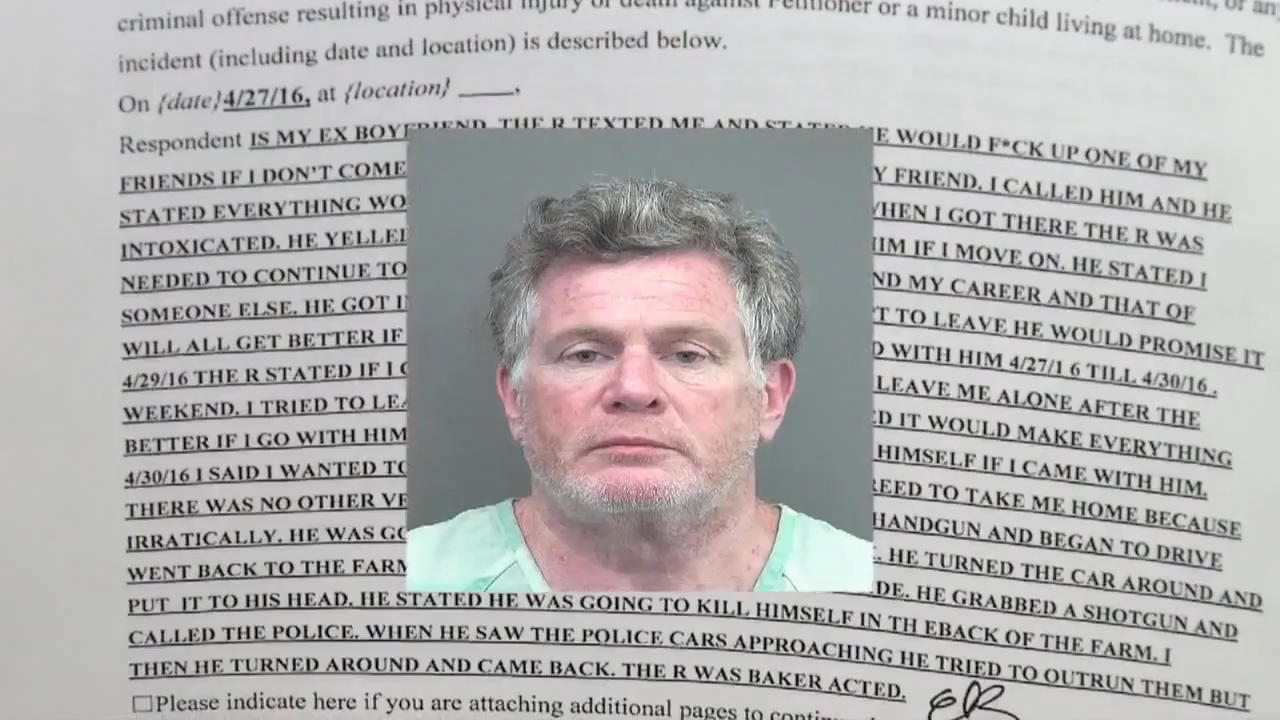 criminal offense resulting in physical injury or death against Petitioner or a minor child living at home. The
incident (including date and location) is described below.
On {date}4/27/16, at {location} ____.
Respondent IS MY EX BOYFRIEND. THE R TEXTED ME AND STATED HE WOULD F*CK UP ONE OF MY
FRIENDS IF I DON'T COME Y FRIEND. I CALLED HIM AND HE
STATED EVERYTHING WO WHEN I GOT THERE THE R WAS
INTOXICATED. HE YELLE IM IF I MOVE ON. HE STATED I
NEEDED TO CONTINUE TO ND MY CAREER AND THAT OF
SOMEONE ELSE. HE GOT I T TO LEAVE HE WOULD PROMISE IT
WILL ALL GET BETTER IF D WITH HIM 4/27/1 6 TILL 4/30/16 .
4/29/16 THE R STATED IF I LEAVE ME ALONE AFTER THE
WEEKEND. I TRIED TO LEA ED IT WOULD MAKE EVERYTHING
BETTER IF I GO WITH HIM HIMSELF IF I CAME WITH HIM.
4/30/16 I SAID I WANTED TO REED TO TAKE ME HOME BECAUSE
THERE WAS NO OTHER VE HANDGUN AND BEGAN TO DRIVE
IRRATICALLY. HE WAS GO . HE TURNED THE CAR AROUND AND
WENT BACK TO THE FARM DE. HE GRABBED A SHOTGUN AND
PUT IT TO HIS HEAD. HE STATED HE WAS GOING TO KILL HIMSELF IN TH EBACK OF THE FARM. I
CALLED THE POLICE. WHEN HE SAW THE POLICE CARS APPROACHING HE TRIED TO OUTRUN THEM BUT
THEN HE TURNED AROUND AND CAME BACK. THE R WAS BAKER ACTED.
☐Please indicate here if you are attaching additional pages to